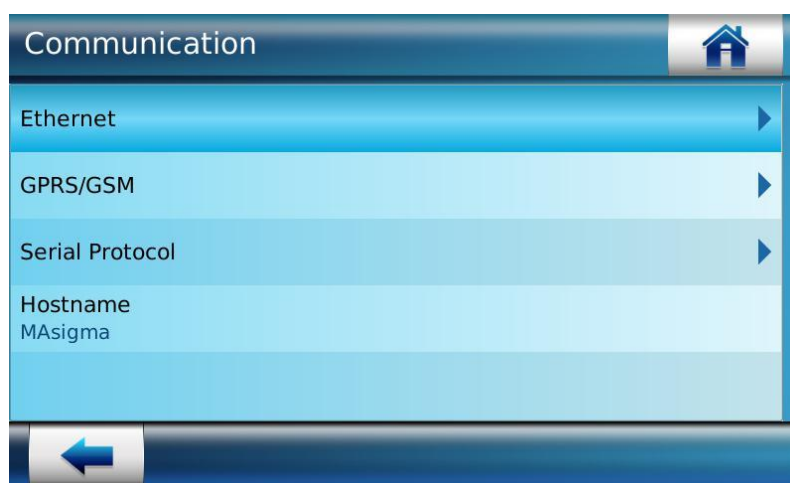 Communication
Ethernet
GPRS/GSM
Serial Protocol
Hostname
MAsigma